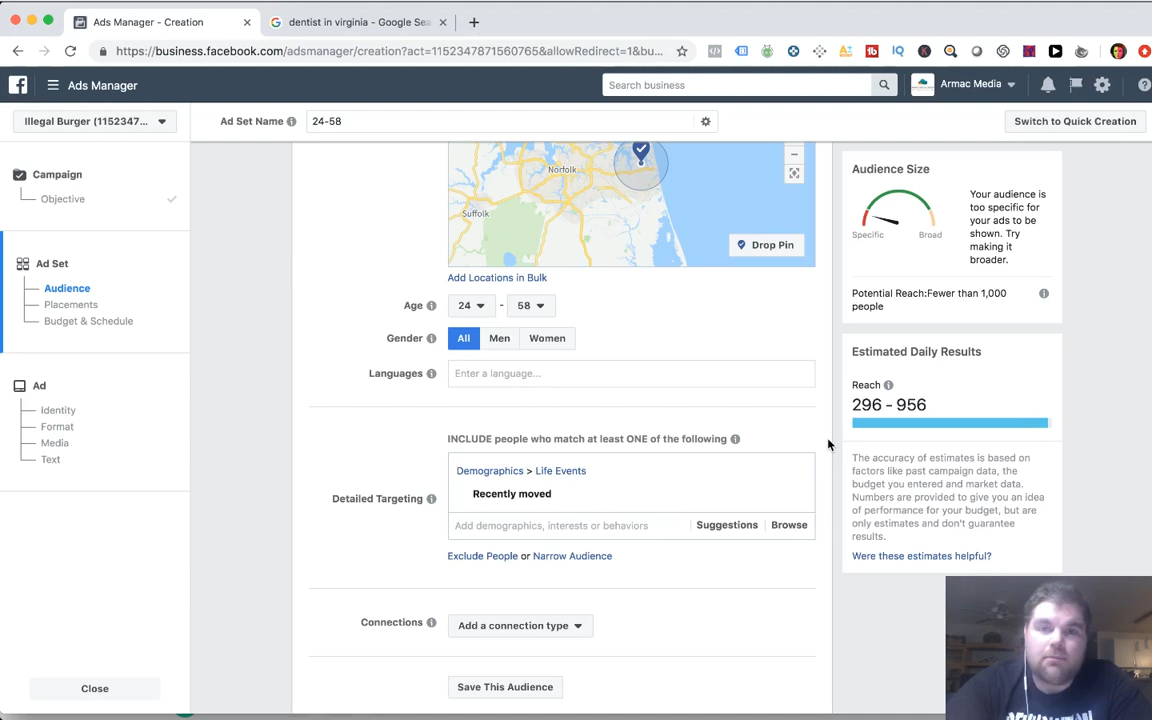 Ads Manager - Creation ×
dentist in virginia - Google Sea ×
https://business.facebook.com/adsmanager/creation?act=1152347871560765&allowRedirect=1&bu...
Ads Manager
Search business
Armac Media
Illegal Burger (1152347...
Ad Set Name
24-58
Switch to Quick Creation
Campaign
Objective
Ad Set
Audience
Placements
Budget & Schedule
Ad
Identity
Format
Media
Text
Close
Norfolk
Suffolk
Drop Pin
Add Locations in Bulk
Age
24 - 58
Gender
All Men Women
Languages
Enter a language...
INCLUDE people who match at least ONE of the following
Detailed Targeting
Demographics > Life Events
Recently moved
Add demographics, interests or behaviors Suggestions Browse
Exclude People or Narrow Audience
Connections
Add a connection type
Save This Audience
Audience Size
Specific Broad
Your audience is
too specific for
your ads to be
shown. Try
making it
broader.
Potential Reach:Fewer than 1,000
people
Estimated Daily Results
Reach
296 - 956
The accuracy of estimates is based on
factors like past campaign data, the
budget you entered and market data.
Numbers are provided to give you an idea
of performance for your budget, but are
only estimates and don't guarantee
results.
Were these estimates helpful?